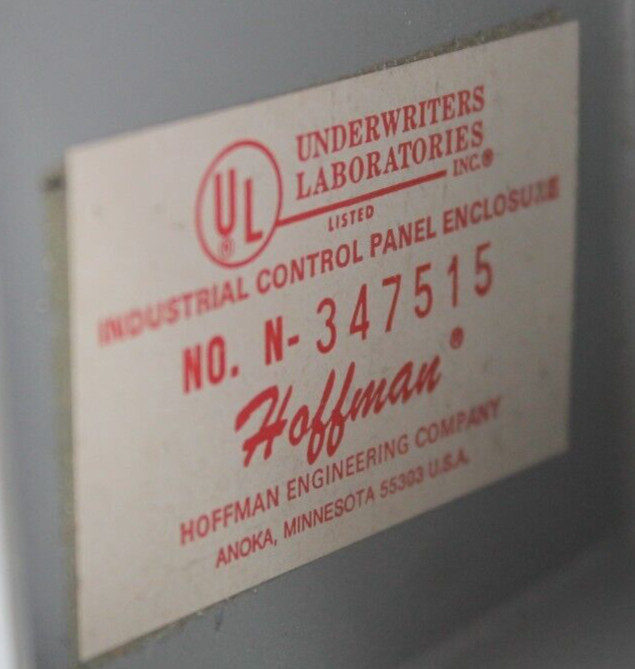 UL ®
UNDERWRITERS
LABORATORIES
INC.®
LISTED
INDUSTRIAL CONTROL PANEL ENCLOSURE
NO. N-347515
Hoffman®
HOFFMAN ENGINEERING COMPANY
ANOKA, MINNESOTA 55303 U.S.A.